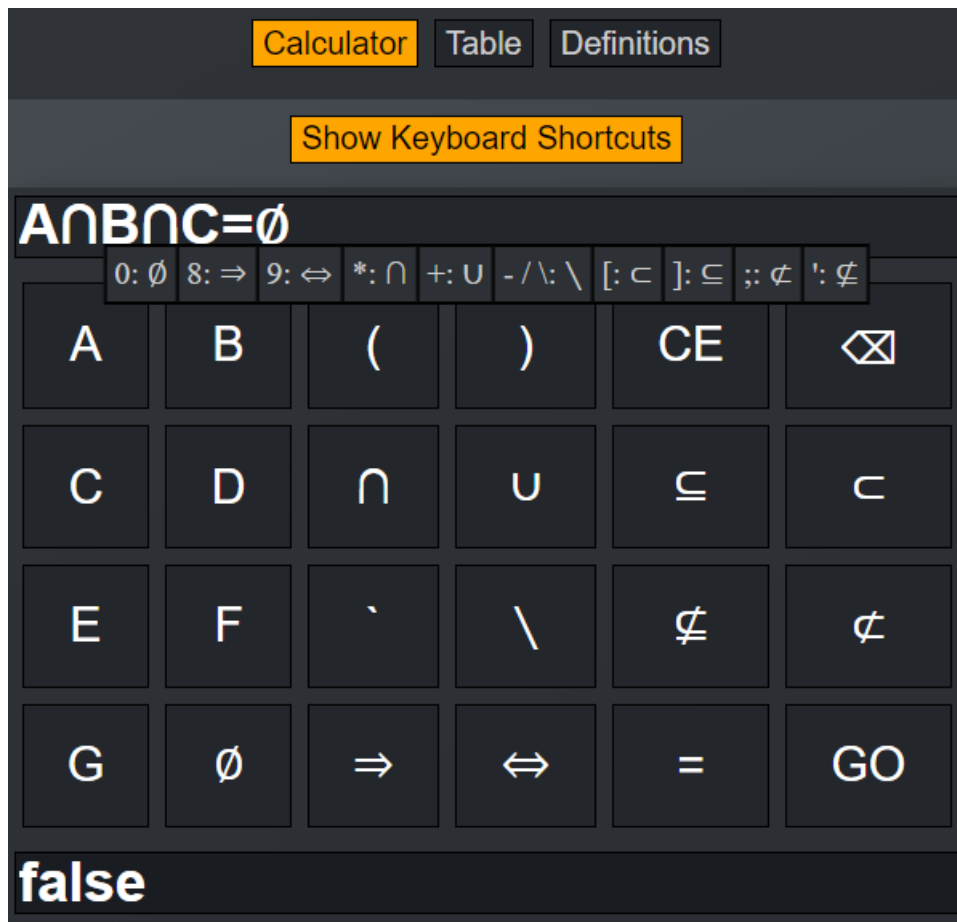 Calculator Table Definitions
Show Keyboard Shortcuts
A∩B∩C=∅
0: ∅ 8: ⇒ 9: ⇔ *: ∩ +: ∪ - / \: \ [: ⊂ ]: ⊆ ;: ⊄ ': ⊈
A B ( ) CE ⌫
C D ∩ ∪ ⊆ ⊂
E F ` \ ⊈ ⊄
G ∅ ⇒ ⇔ = GO
false